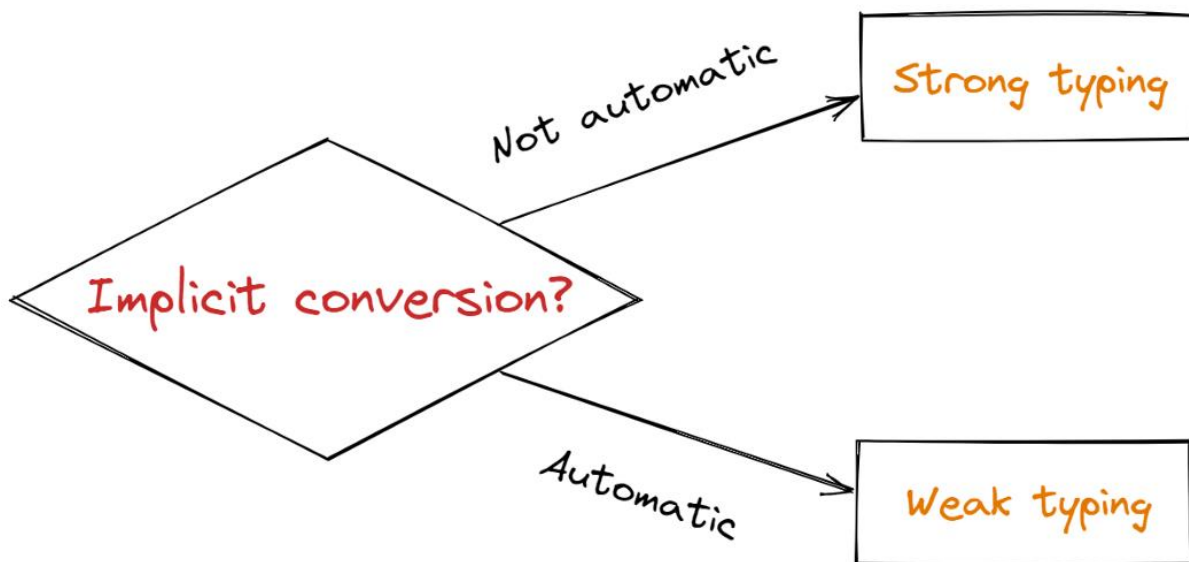 Not automatic
Strong typing
Implicit conversion?
Automatic
Weak typing